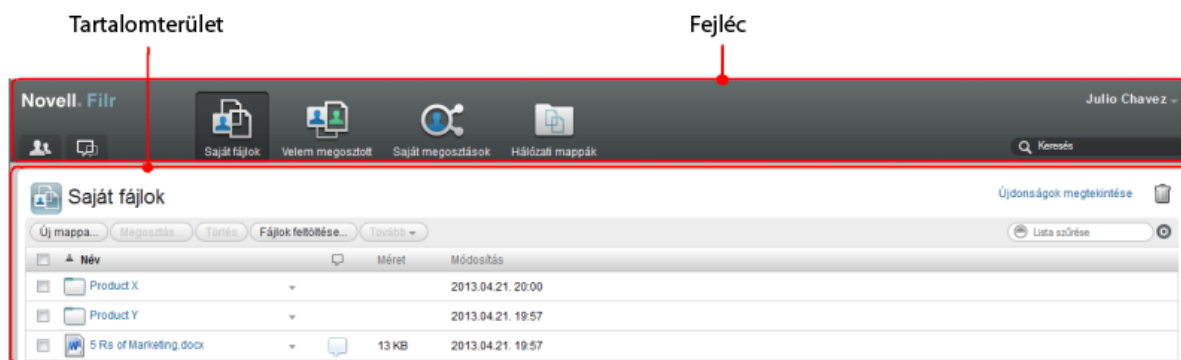 Tartalomterület
Fejléc
Novell. Filr
Julio Chavez
Saját fájlok
Velem megosztott
Saját megosztások
Hálózati mappák
Keresés
Saját fájlok
Újdonságok megtekintése
Új mappa...
Megosztás...
Törlés
Fájlok feltöltése...
Tovább
Lista szűrése
Név
Méret
Módosítás
Product X
2013.04.21. 20:00
Product Y
2013.04.21. 19:57
5 Rs of Marketing.docx
13 KB
2013.04.21. 19:57